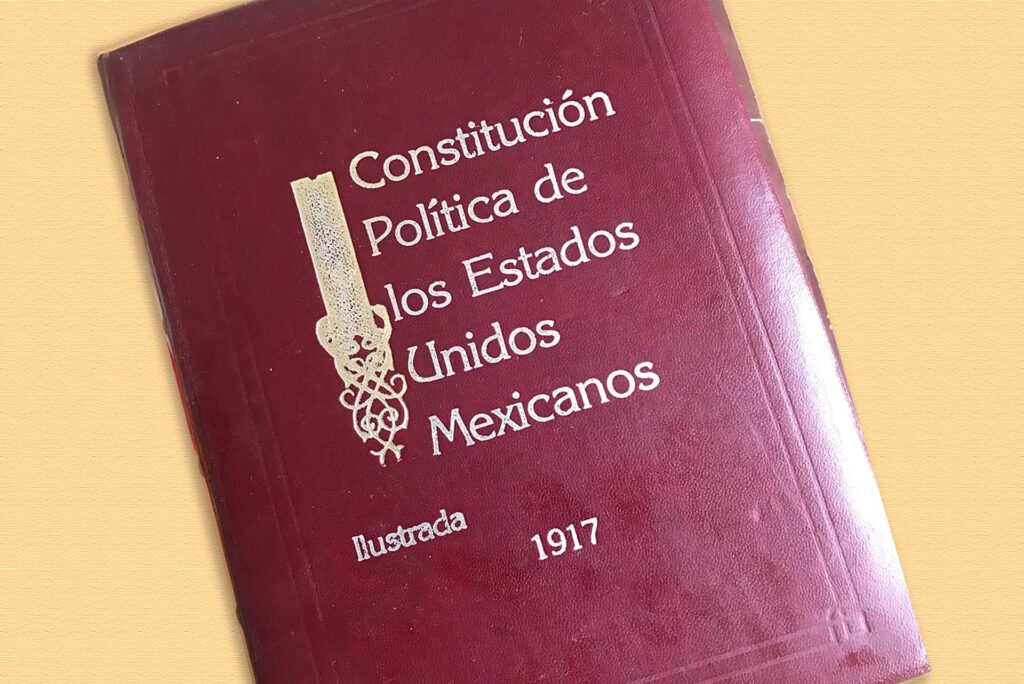 Constitución
Política de
los Estados
Unidos
Mexicanos
Ilustrada
1917